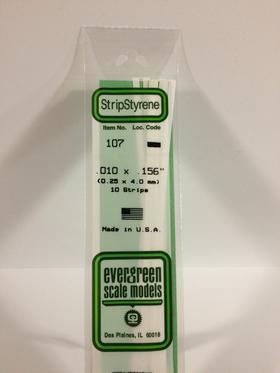 StripStyrene
Item No. Loc. Code
107
.010 x .156"
(0.25 x 4.0 mm)
10 Strips
Made in U.S.A.
evergreen
scale models
Des Plaines, IL 60018